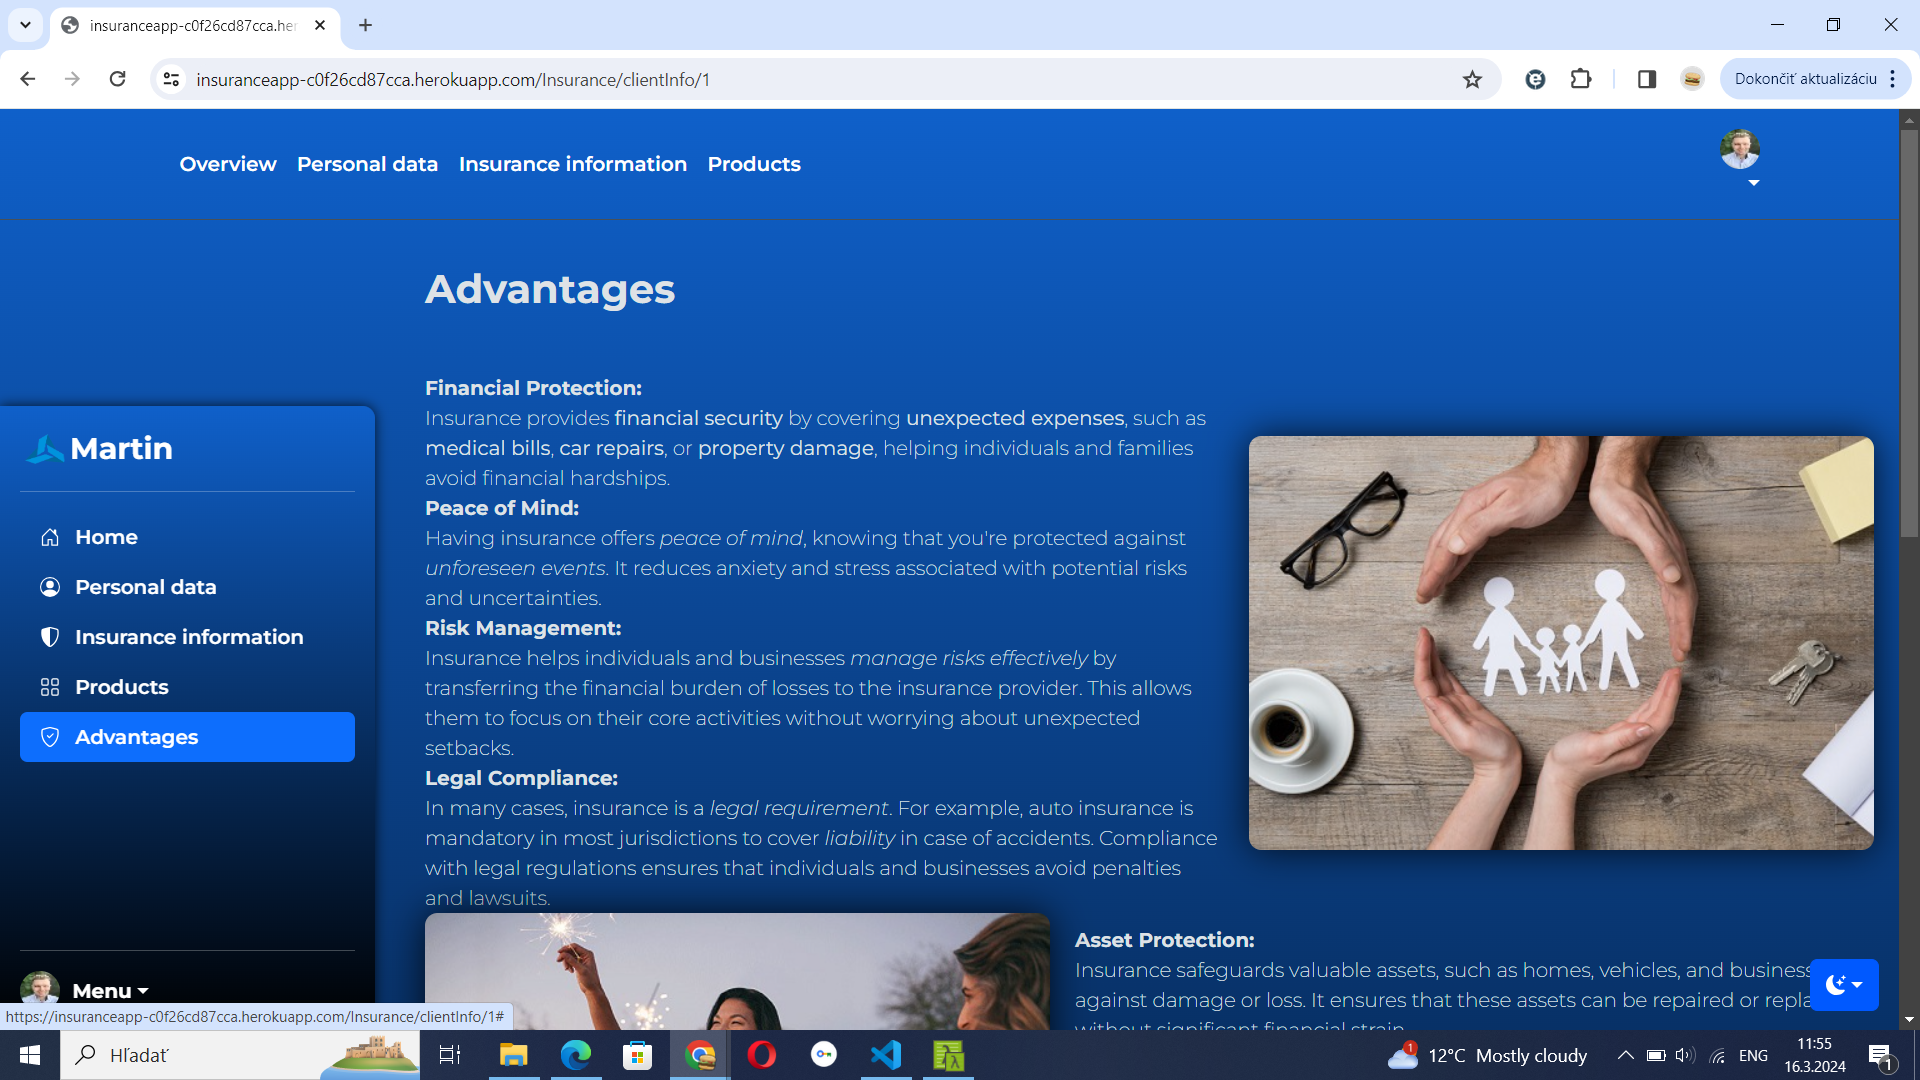 insuranceapp-c0f26cd87cca.her
insuranceapp-c0f26cd87cca.herokuapp.com/Insurance/clientInfo/1
Dokončiť aktualizáciu
Overview Personal data Insurance information Products
Advantages
Financial Protection:
Insurance provides financial security by covering unexpected expenses, such as
medical bills, car repairs, or property damage, helping individuals and families
avoid financial hardships.
Peace of Mind:
Having insurance offers peace of mind, knowing that you're protected against
unforeseen events. It reduces anxiety and stress associated with potential risks
and uncertainties.
Risk Management:
Insurance helps individuals and businesses manage risks effectively by
transferring the financial burden of losses to the insurance provider. This allows
them to focus on their core activities without worrying about unexpected
setbacks.
Legal Compliance:
In many cases, insurance is a legal requirement. For example, auto insurance is
mandatory in most jurisdictions to cover liability in case of accidents. Compliance
with legal regulations ensures that individuals and businesses avoid penalties
and lawsuits.
Martin
Home
Personal data
Insurance information
Products
Advantages
Menu
Asset Protection:
Insurance safeguards valuable assets, such as homes, vehicles, and business
against damage or loss. It ensures that these assets can be repaired or repla
without significant financial strain
https://insuranceapp-c0f26cd87cca.herokuapp.com/Insurance/clientInfo/1#
Hľadať
1
12°C Mostly cloudy
ENG
11:55
16.3.2024
1